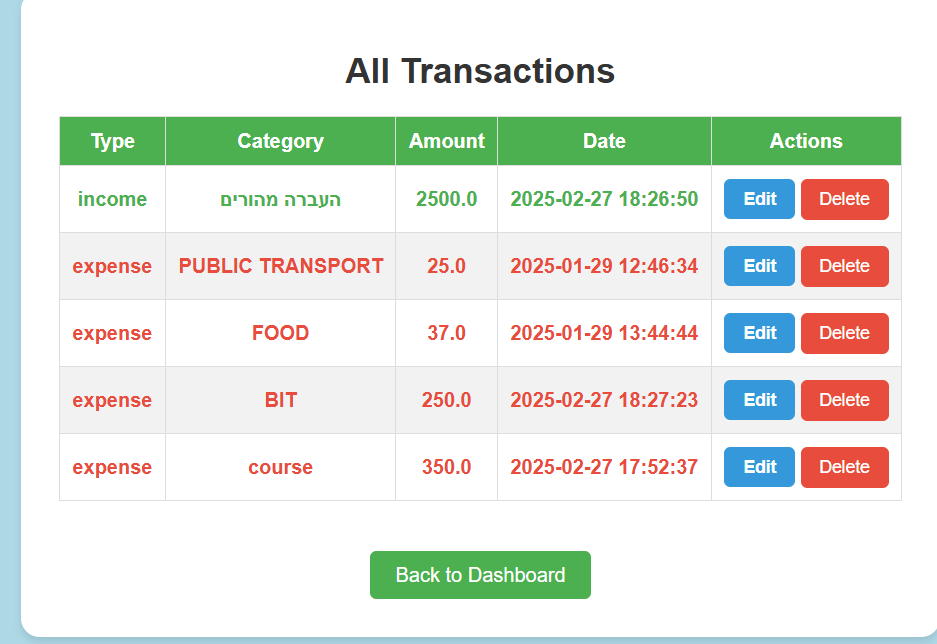 All Transactions
Type Category Amount Date Actions
income העברה מהורים 2500.0 2025-02-27 18:26:50 Edit Delete
expense PUBLIC TRANSPORT 25.0 2025-01-29 12:46:34 Edit Delete
expense FOOD 37.0 2025-01-29 13:44:44 Edit Delete
expense BIT 250.0 2025-02-27 18:27:23 Edit Delete
expense course 350.0 2025-02-27 17:52:37 Edit Delete
Back to Dashboard